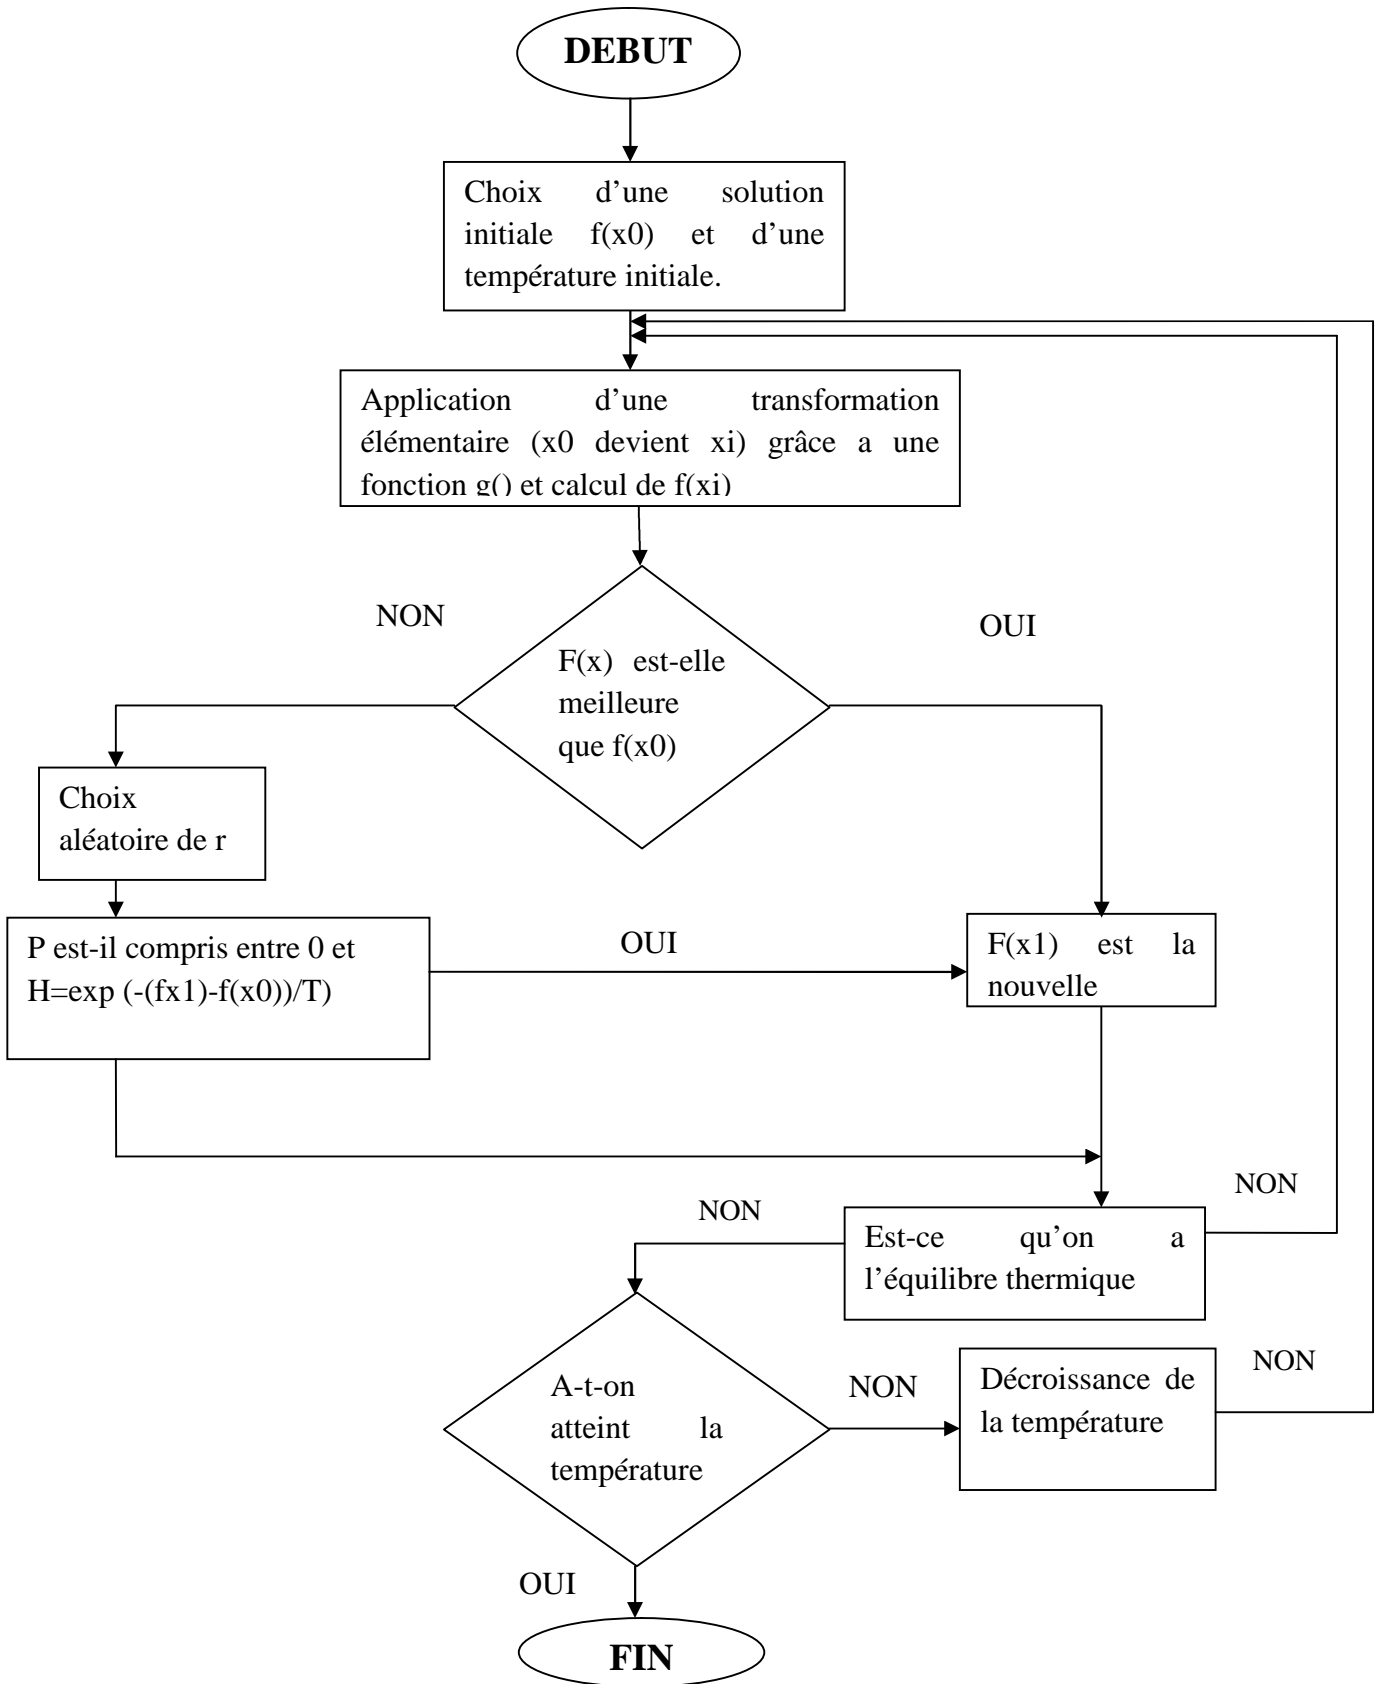 DEBUT
Choix d’une solution
initiale f(x0) et d’une
température initiale.
Application d’une transformation
élémentaire (x0 devient xi) grâce a une
fonction g() et calcul de f(xi)
NON
OUI
F(x) est-elle
meilleure
que f(x0)
Choix
aléatoire de r
P est-il compris entre 0 et
H=exp (-(fx1)-f(x0))/T)
OUI
F(x1) est la
nouvelle
NON
NON
Est-ce qu’on a
l’équilibre thermique
A-t-on
atteint la
température
NON
Décroissance de
la température
NON
OUI
FIN